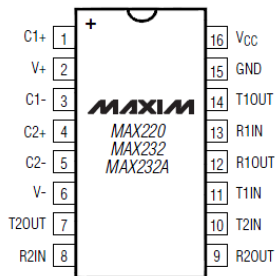 +
C1+ 1 16 VCC
V+ 2 15 GND
C1- 3 14 T1OUT
MAXIM
C2+ 4 MAX220 13 R1IN
MAX232
C2- 5 MAX232A 12 R1OUT
V- 6 11 T1IN
T2OUT 7 10 T2IN
R2IN 8 9 R2OUT